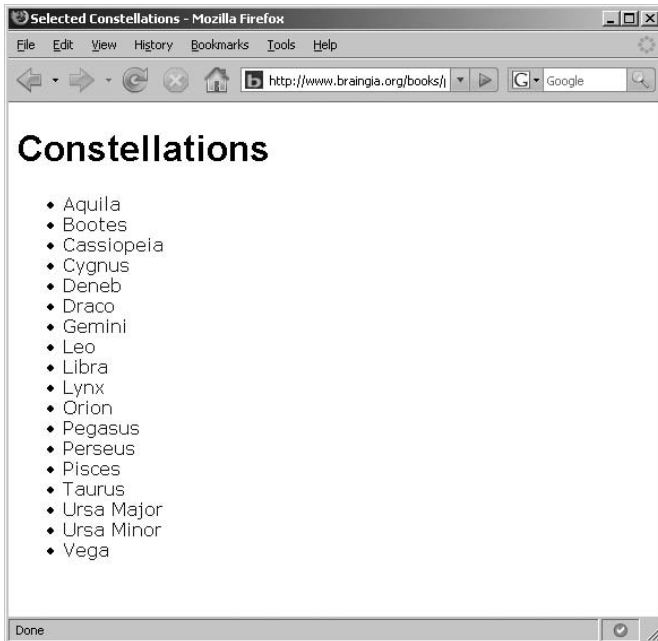 Selected Constellations - Mozilla Firefox
File Edit View History Bookmarks Tools Help
http://www.braingia.org/books/ G Google
Constellations
• Aquila
• Bootes
• Cassiopeia
• Cygnus
• Deneb
• Draco
• Gemini
• Leo
• Libra
• Lynx
• Orion
• Pegasus
• Perseus
• Pisces
• Taurus
• Ursa Major
• Ursa Minor
• Vega
Done